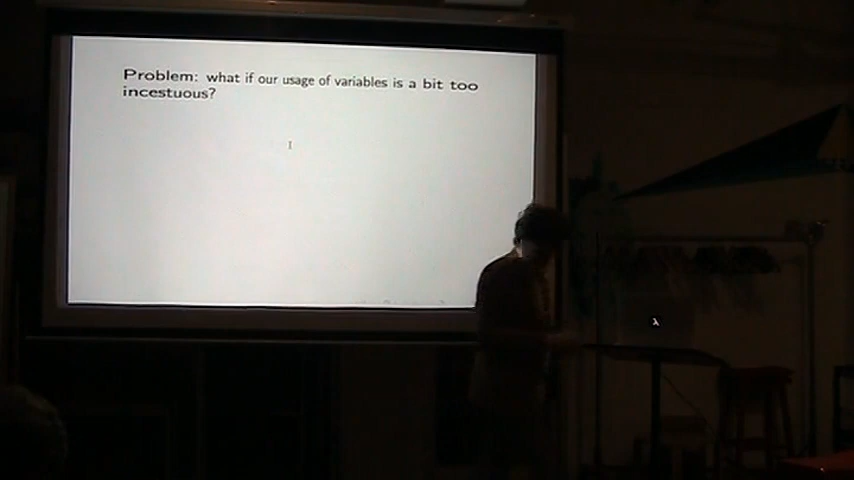 Problem: what if our usage of variables is a bit too
incestuous?
λ